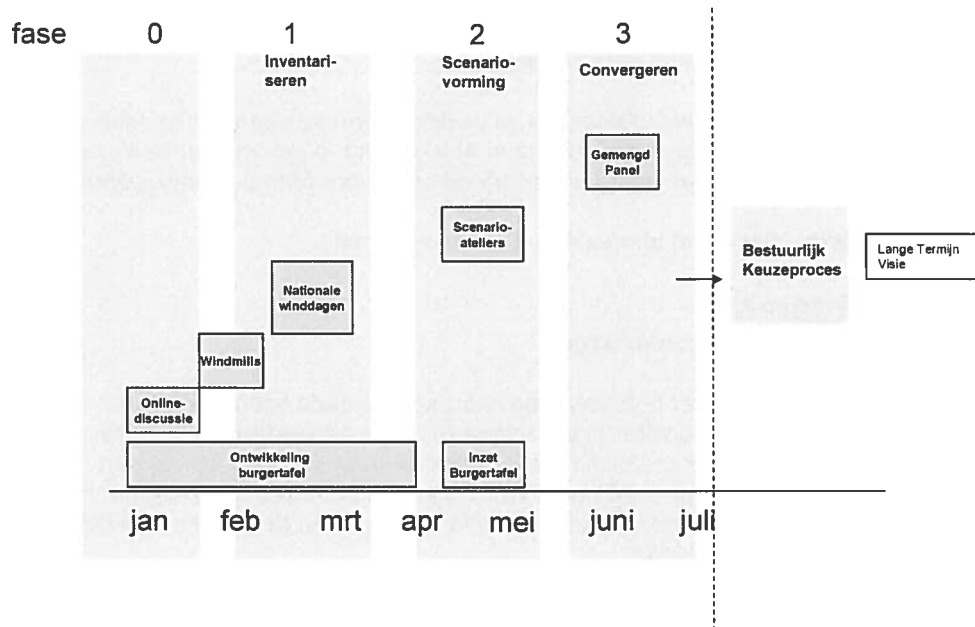 fase 0 1 2 3
Inventari-
seren
Scenario-
vorming
Convergeren
Gemengd
Panel
Scenario-
ateliers
Nationale
winddagen
Windmills
Online-
discussie
Ontwikkeling
burgertafel
Inzet
Burgertafel
Bestuurlijk
Keuzeproces
Lange Termijn
Visie
jan feb mrt apr mei juni juli